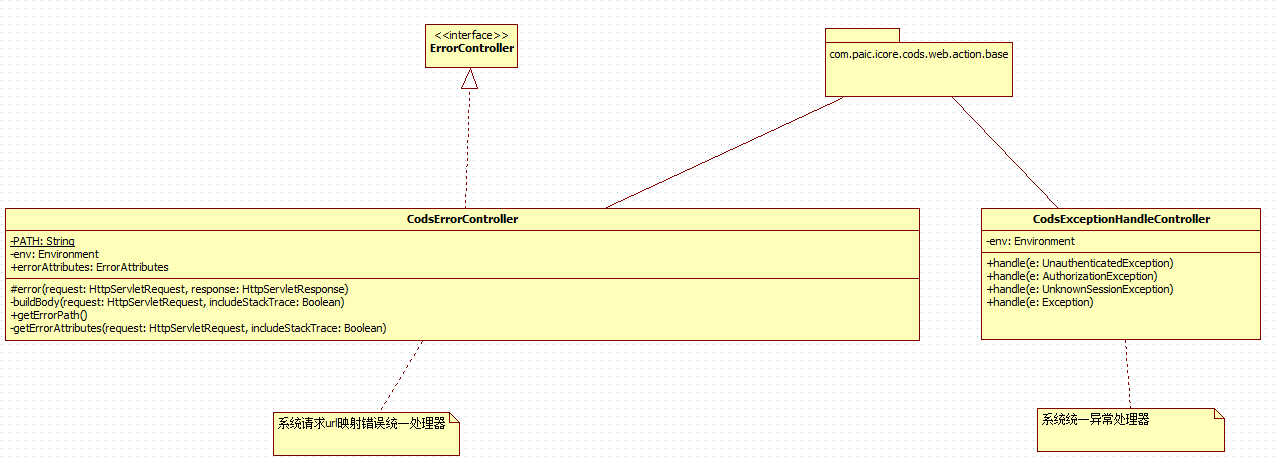 <<interface>>
ErrorController
com.paic.icore.cods.web.action.base
CodsErrorController
-PATH: String
-env: Environment
+errorAttributes: ErrorAttributes
#error(request: HttpServletRequest, response: HttpServletResponse)
-buildBody(request: HttpServletRequest, includeStackTrace: Boolean)
+getErrorPath()
-getErrorAttributes(request: HttpServletRequest, includeStackTrace: Boolean)
CodsExceptionHandleController
-env: Environment
+handle(e: UnauthenticatedException)
+handle(e: AuthorizationException)
+handle(e: UnknownSessionException)
+handle(e: Exception)
系统请求url映射错误统一处理器
系统统一异常处理器